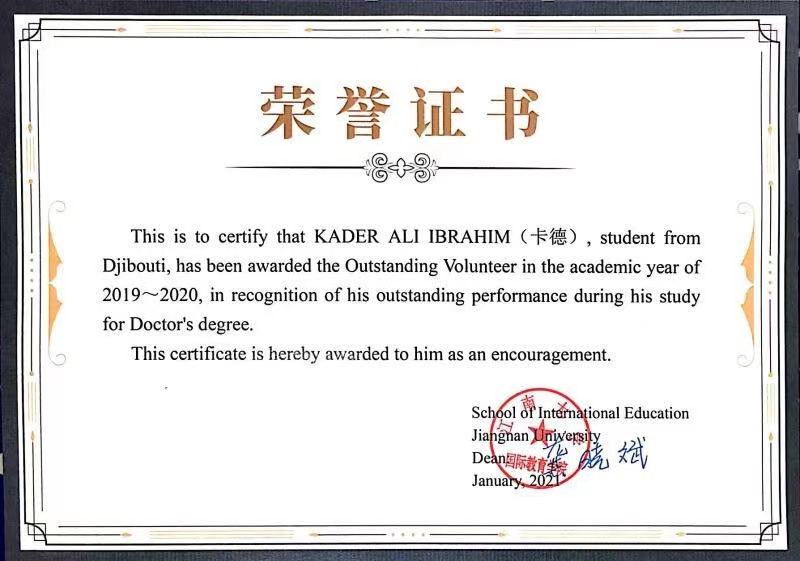 荣誉证书
This is to certify that KADER ALI IBRAHIM（卡德）, student from
Djibouti, has been awarded the Outstanding Volunteer in the academic year of
2019～2020, in recognition of his outstanding performance during his study
for Doctor's degree.
This certificate is hereby awarded to him as an encouragement.
School of International Education
Jiangnan University
Dean:
January, 2021
江南大学
国际教育学院